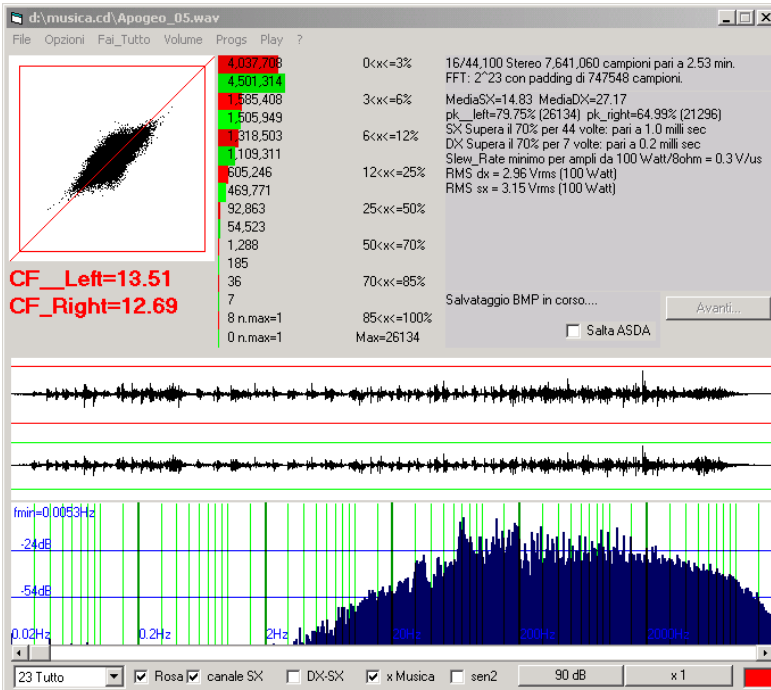 d:\musica.cd\Apogeo_05.wav
File Opzioni Fai_Tutto Volume Progs Play ?
4,037,708 0<x<=3%
4,501,314
1,585,408 3<x<=6%
1,505,949
1,318,503 6<x<=12%
1,109,311
605,246 12<x<=25%
469,771
92,863 25<x<=50%
54,523
1,288 50<x<=70%
185
36 70<x<=85%
7
8 n.max=1 85<x<=100%
0 n.max=1 Max=26134
CF__Left=13.51
CF_Right=12.69
16/44,100 Stereo 7,641,060 campioni pari a 2.53 min.
FFT: 2^23 con padding di 747548 campioni.
MediaSX=14.83 MediaDX=27.17
pk__left=79.75% (26134) pk_right=64.99% (21296)
SX Supera il 70% per 44 volte: pari a 1.0 milli sec
DX Supera il 70% per 7 volte: pari a 0.2 milli sec
Slew_Rate minimo per ampli da 100 Watt/8ohm = 0.3 V/us
RMS dx = 2.96 Vrms (100 Watt)
RMS sx = 3.15 Vrms (100 Watt)
Salvataggio BMP in corso....
Avanti...
Salta ASDA
fmin=0.0053Hz
-24dB
-54dB
0.02Hz 0.2Hz 2Hz 20Hz 200Hz 2000Hz
23 Tutto Rosa canale SX DX-SX x Musica sen2 90 dB x 1